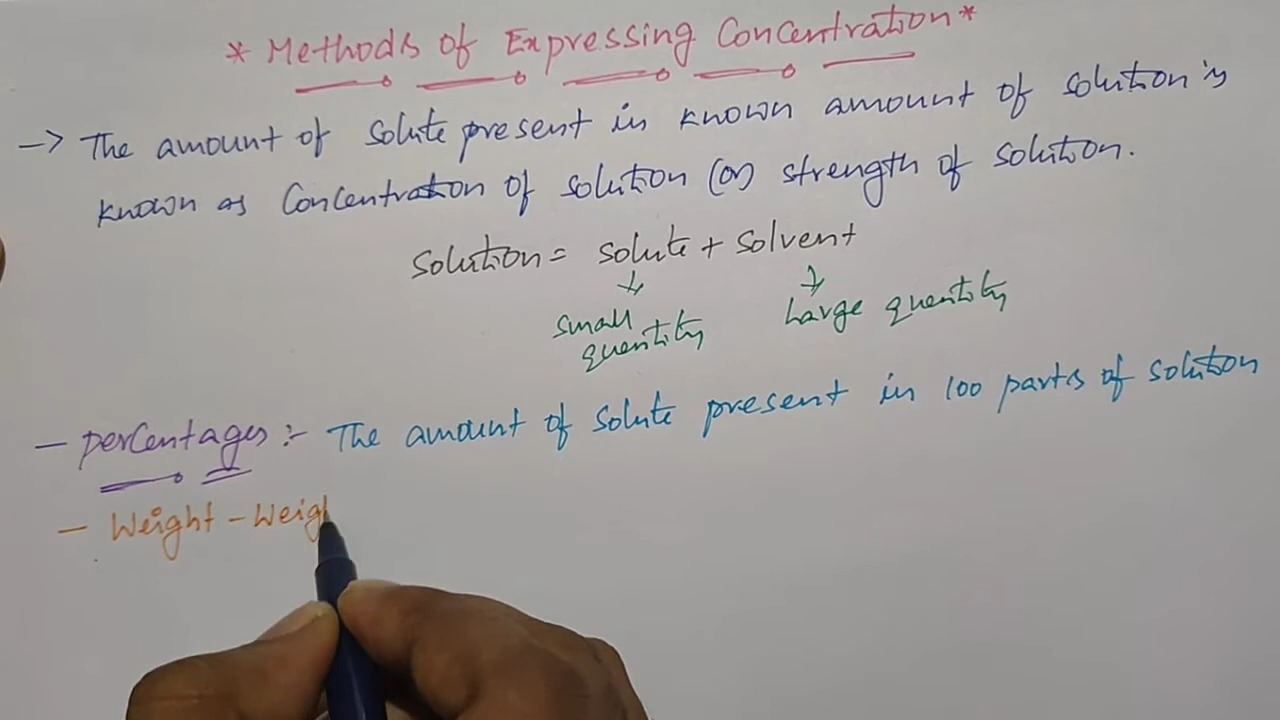 * Methods of Expressing Concentration *
-> The amount of solute present in known amount of solution is
known as Concentration of solution (or) strength of solution.
Solution = solute + solvent
small quantity
Large quantity
- percentages :- The amount of solute present in 100 parts of solution
- Weight - Weigh